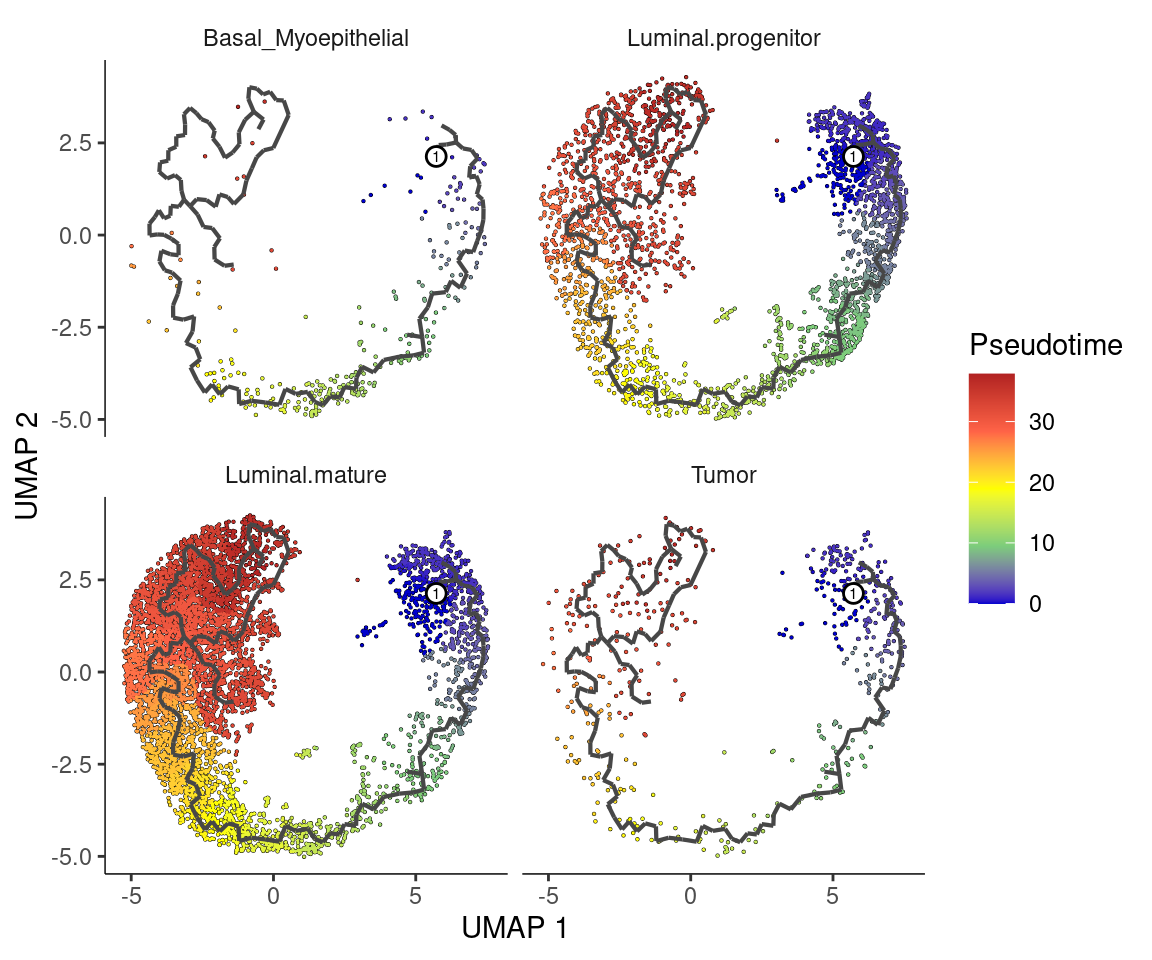 Basal_Myoepithelial Luminal.progenitor
1 1
2.5
0.0
-2.5
-5.0
Luminal.mature Tumor
1 1
2.5
0.0
-2.5
-5.0
-5 0 5 -5 0 5
UMAP 1
UMAP 2
Pseudotime
30
20
10
0